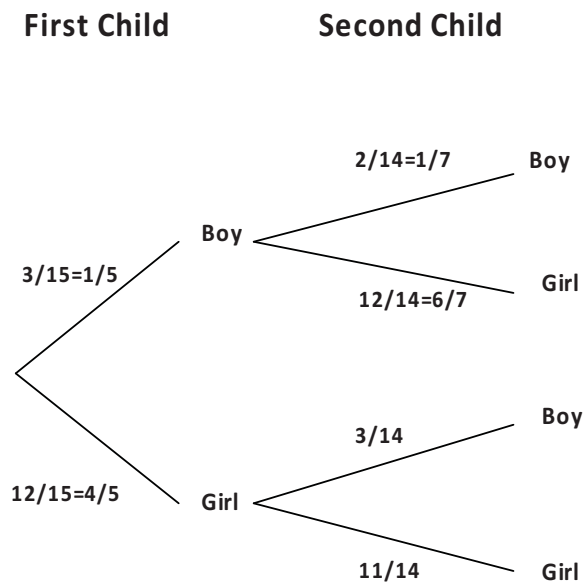 First Child Second Child
2/14=1/7 Boy
Boy
3/15=1/5
12/14=6/7 Girl
Boy
3/14
12/15=4/5 Girl
11/14 Girl